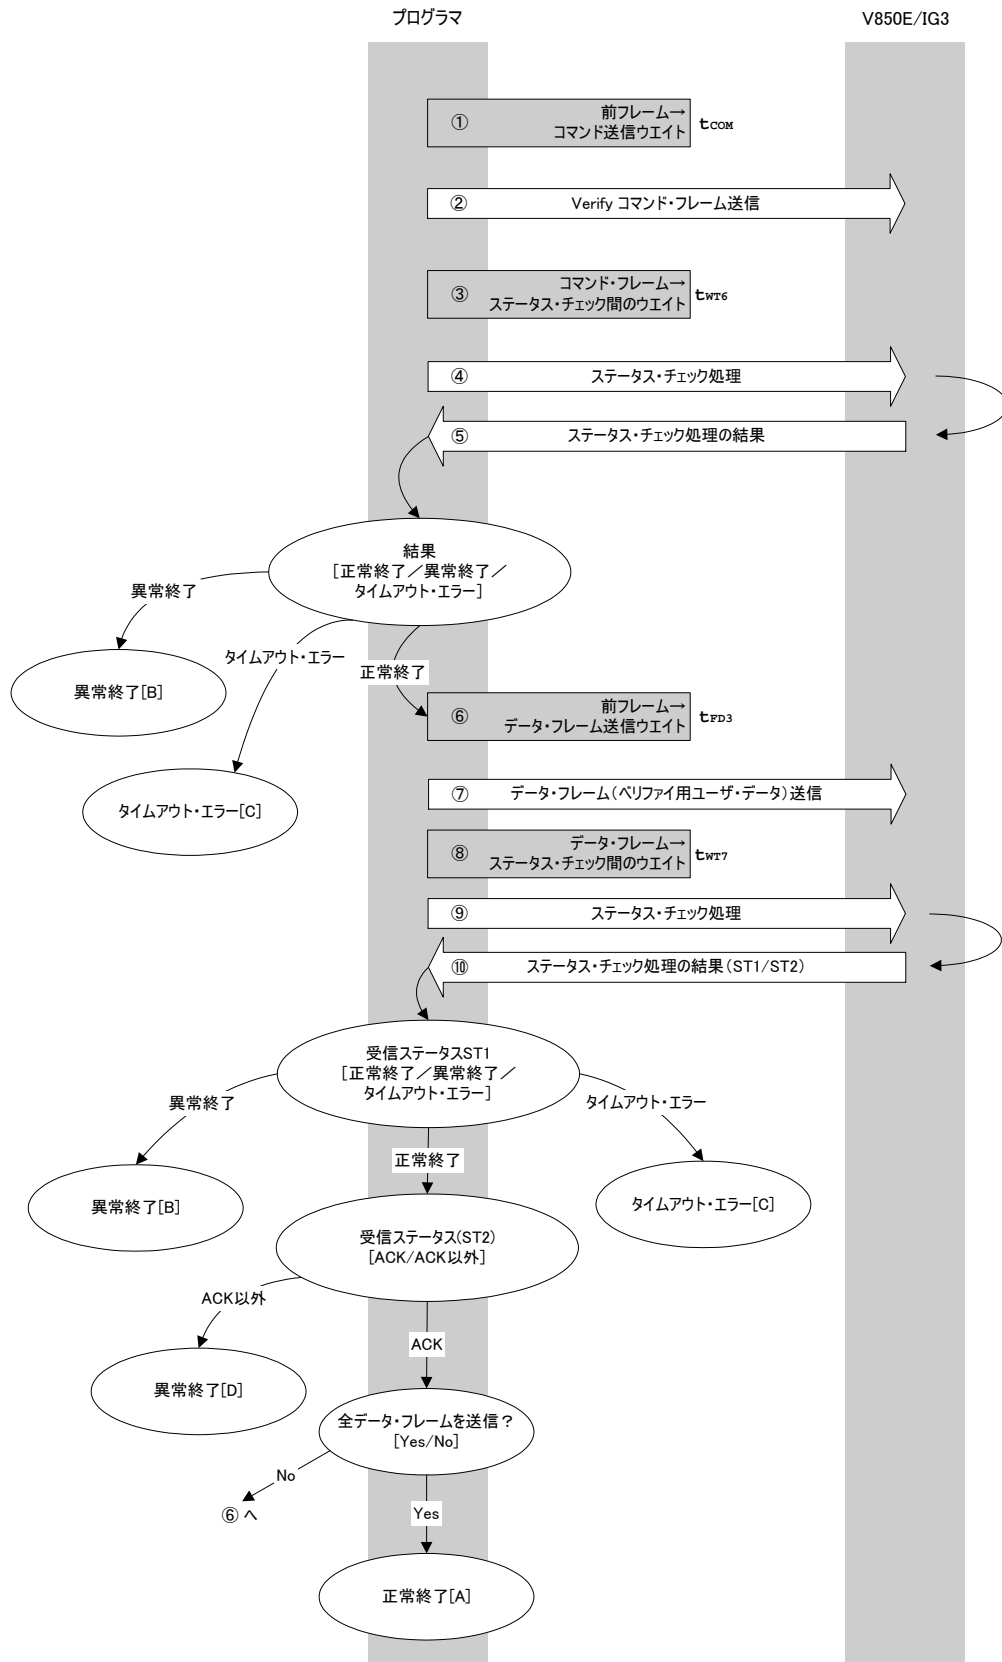 プログラマ
V850E/IG3
① 前フレーム→
コマンド送信ウエイト
tCOM
② Verify コマンド・フレーム送信
③ コマンド・フレーム→
ステータス・チェック間のウエイト
tWT6
④ ステータス・チェック処理
⑤ ステータス・チェック処理の結果
結果
[正常終了/異常終了/
タイムアウト・エラー]
異常終了
タイムアウト・エラー
正常終了
異常終了[B]
⑥ 前フレーム→
データ・フレーム送信ウエイト
tFD3
タイムアウト・エラー[C]
⑦ データ・フレーム(ベリファイ用ユーザ・データ)送信
⑧ データ・フレーム→
ステータス・チェック間のウエイト
tWT7
⑨ ステータス・チェック処理
⑩ ステータス・チェック処理の結果(ST1/ST2)
受信ステータスST1
[正常終了/異常終了/
タイムアウト・エラー]
異常終了
タイムアウト・エラー
正常終了
異常終了[B]
タイムアウト・エラー[C]
受信ステータス(ST2)
[ACK/ACK以外]
ACK以外
ACK
異常終了[D]
全データ・フレームを送信?
[Yes/No]
No
⑥ へ
Yes
正常終了[A]